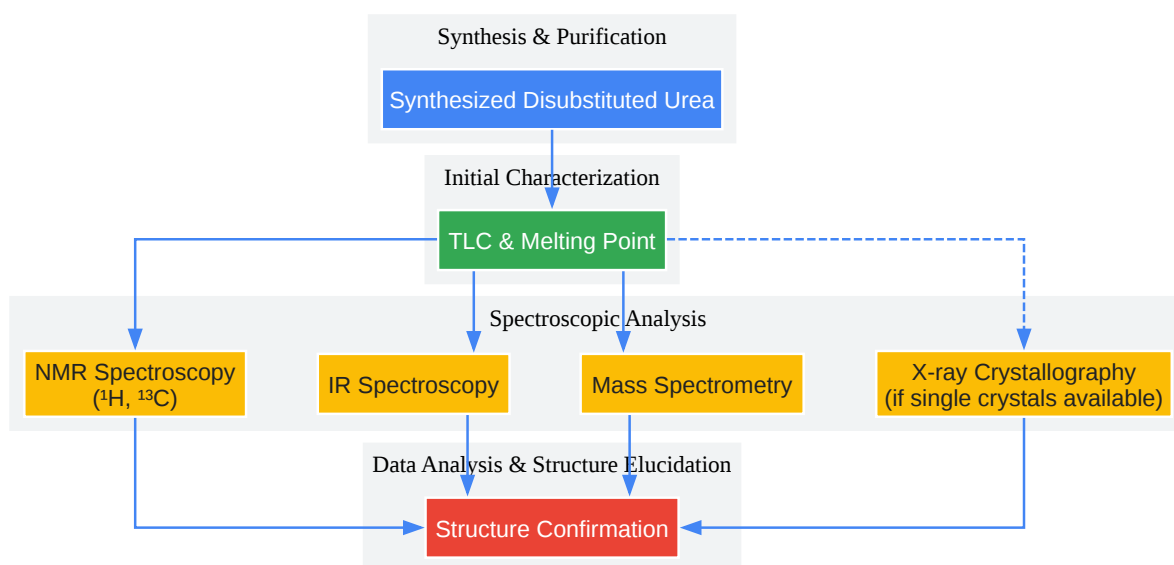 Synthesis & Purification
Synthesized Disubstituted Urea
Initial Characterization
TLC & Melting Point
Spectroscopic Analysis
NMR Spectroscopy
(¹H, ¹³C)
IR Spectroscopy
Mass Spectrometry
X-ray Crystallography
(if single crystals available)
Data Analysis & Structure Elucidation
Structure Confirmation